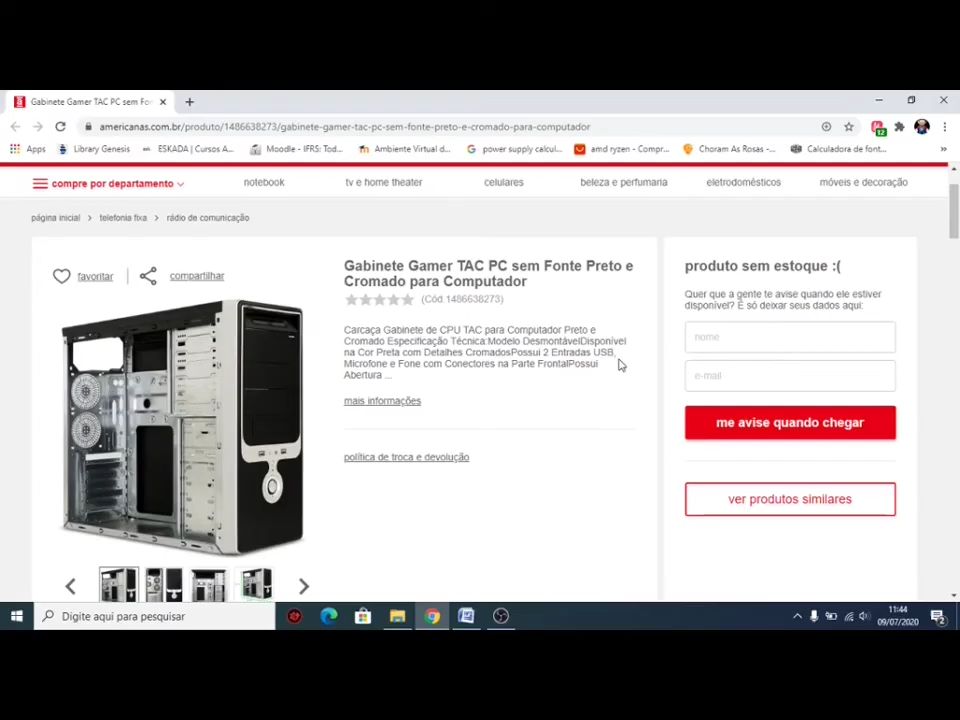 Gabinete Gamer TAC PC sem Fo
americanas.com.br/produto/1486638273/gabinete-gamer-tac-pc-sem-fonte-preto-e-cromado-para-computador
12
Apps Library Genesis ESKADA | Cursos A... Moodle - IFRS: Tod... Ambiente Virtual d... power supply calcul... amd ryzen - Compr... Choram As Rosas -... Calculadora de font... »
compre por departamento notebook tv e home theater celulares beleza e perfumaria eletrodomésticos móveis e decoração
página inicial > telefonia fixa > rádio de comunicação
favoritar | compartilhar
Gabinete Gamer TAC PC sem Fonte Preto e
Cromado para Computador
(Cód.1486638273)
Carcaça Gabinete de CPU TAC para Computador Preto e
Cromado Especificação Técnica:Modelo DesmontávelDisponível
na Cor Preta com Detalhes CromadosPossui 2 Entradas USB,
Microfone e Fone com Conectores na Parte FrontalPossui
Abertura ...
mais informações
política de troca e devolução
produto sem estoque :(
Quer que a gente te avise quando ele estiver
disponível? É só deixar seus dados aqui:
nome
e-mail
me avise quando chegar
ver produtos similares
Digite aqui para pesquisar
11:44
09/07/2020
2